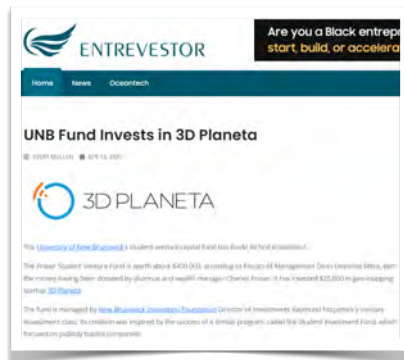 ENTREVESTOR
Are you a Black entrepr
start, build, or accelera
Home News Oceantech
UNB Fund Invests in 3D Planeta
3D PLANETA
The University of New Brunswick's student venture capital fund has made its first investment.
The Fraser Student Venture Fund is worth about $400,000, according to Faculty of Management Dean Devashis Mitra, with
the money having been donated by alumnus and wealth manager Charles Fraser. It has invested $25,000 in geo-mapping
startup 3D Planeta.
The fund is managed by New Brunswick Innovation Foundation Director of Investments Raymond Fitzpatrick's Venture
Assessment class. Its creation was inspired by the success of a similar program, called the Student Investment Fund, which
focused on publicly traded companies.